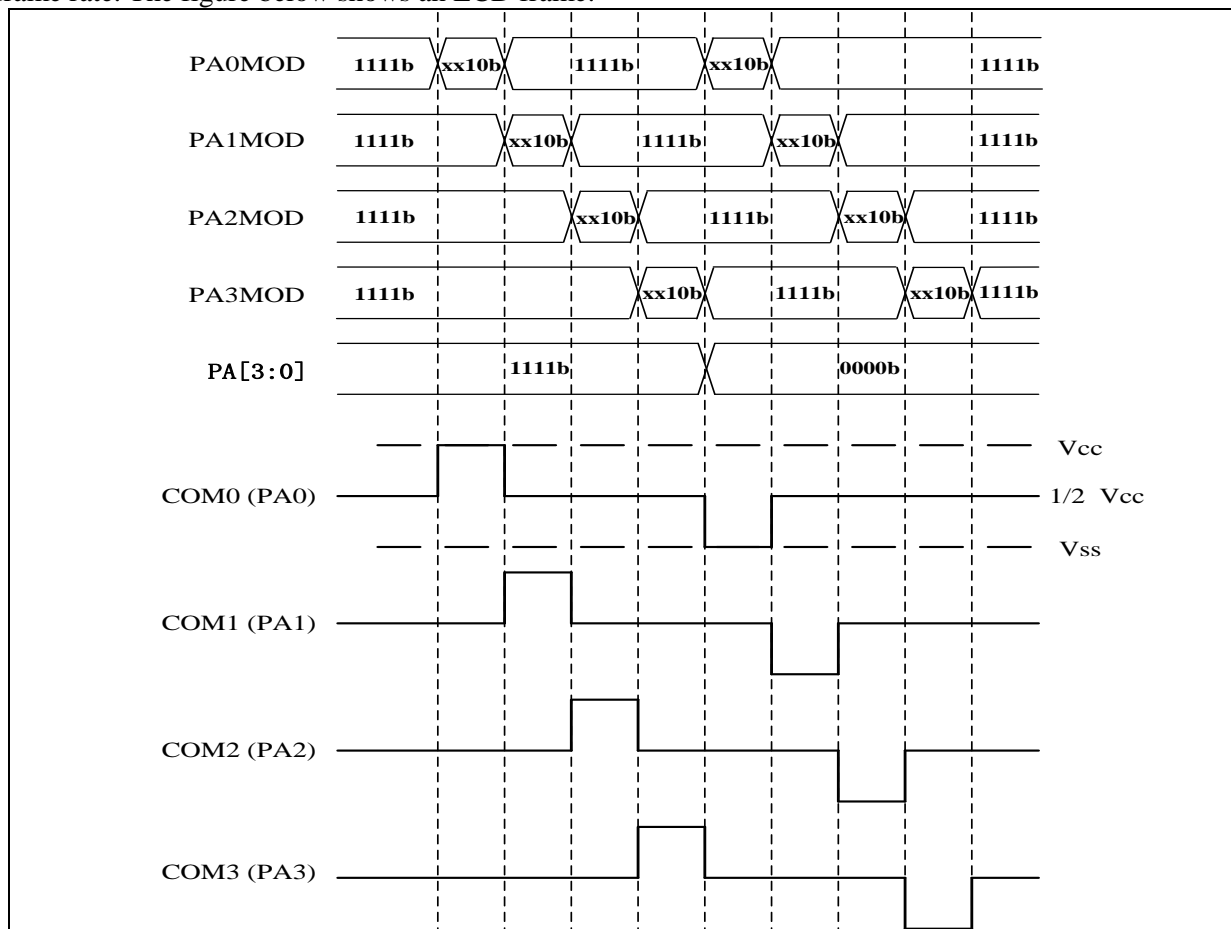 frame rate. The figure below shows an LCD frame.
PA0MOD 1111b xx10b 1111b xx10b 1111b
PA1MOD 1111b xx10b 1111b xx10b 1111b
PA2MOD 1111b xx10b 1111b xx10b 1111b
PA3MOD 1111b xx10b 1111b xx10b 1111b
PA[3:0] 1111b 0000b
Vcc
COM0 (PA0) 1/2 Vcc
Vss
COM1 (PA1)
COM2 (PA2)
COM3 (PA3)